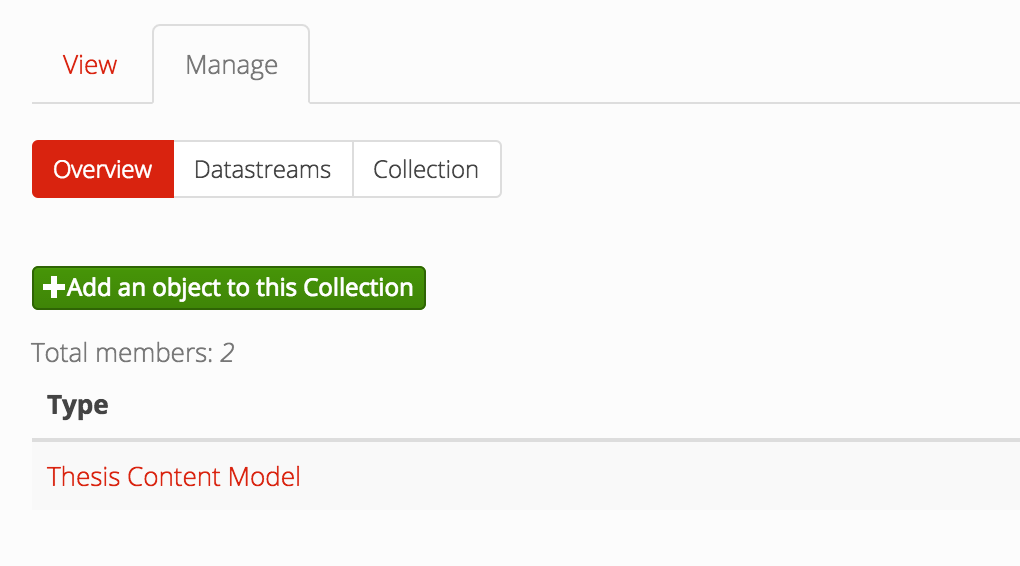 View Manage
Overview Datastreams Collection
Add an object to this Collection
Total members: 2
Type
Thesis Content Model